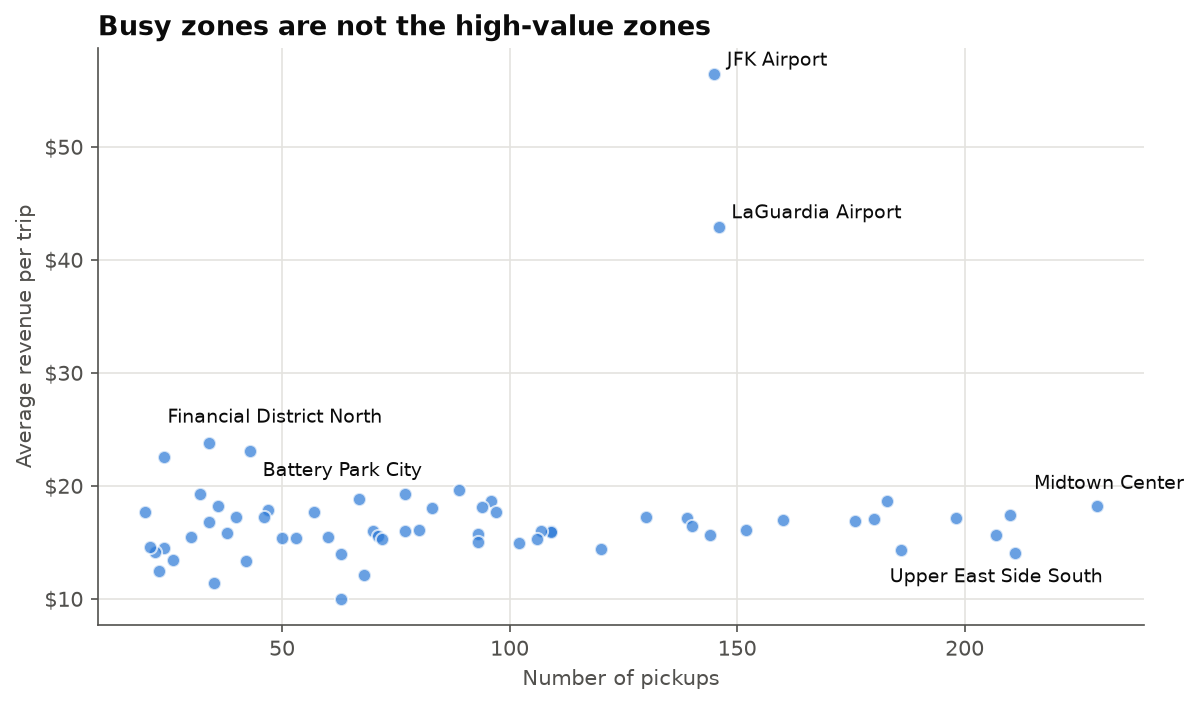 Busy zones are not the high-value zones
JFK Airport
$50
LaGuardia Airport
$40
Average revenue per trip
$30
Financial District North
Battery Park City
$20
Midtown Center
Upper East Side South
$10
50
100
150
200
Number of pickups